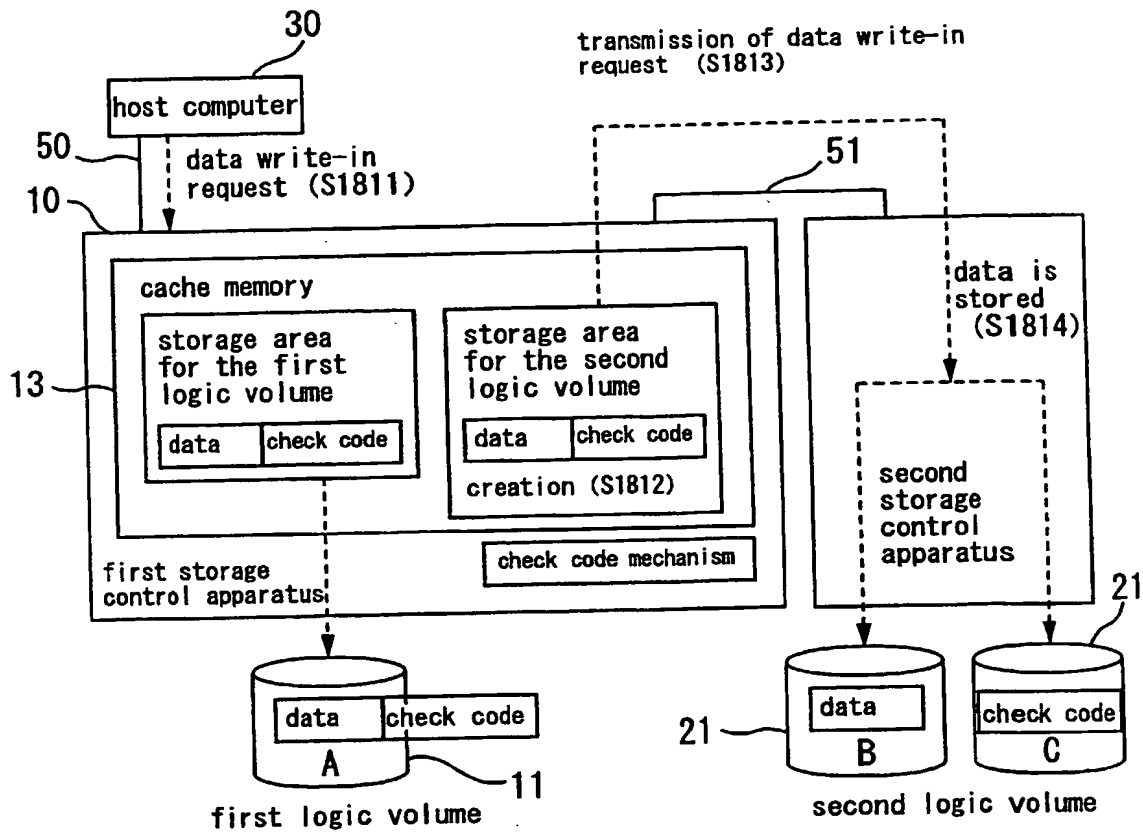 30
transmission of data write-in
request (S1813)
host computer
50
data write-in
request (S1811)
51
10
cache memory
data is
stored
(S1814)
storage area
for the first
logic volume
storage area
for the second
logic volume
13
data
check code
data
check code
creation (S1812)
second
storage
control
apparatus
check code mechanism
first storage
control apparatus
21
data
check code
data
check code
21
A
11
B
C
first logic volume
second logic volume